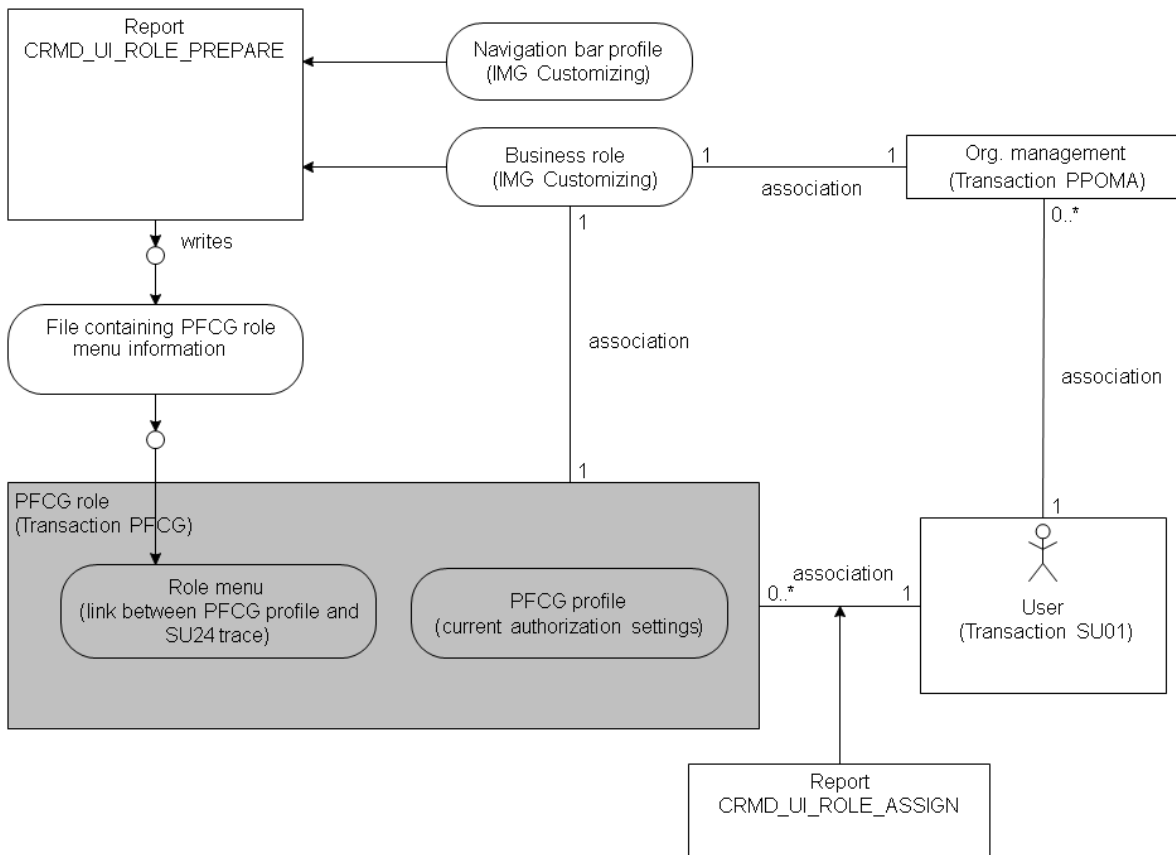 Report
CRMD_UI_ROLE_PREPARE
Navigation bar profile
(IMG Customizing)
Business role
(IMG Customizing)
1
1
association
Org. management
(Transaction PPOMA)
0..*
1
writes
File containing PFCG role
menu information
association
association
1
PFCG role
(Transaction PFCG)
Role menu
(link between PFCG profile and
SU24 trace)
PFCG profile
(current authorization settings)
association
0..*
1
1
User
(Transaction SU01)
Report
CRMD_UI_ROLE_ASSIGN